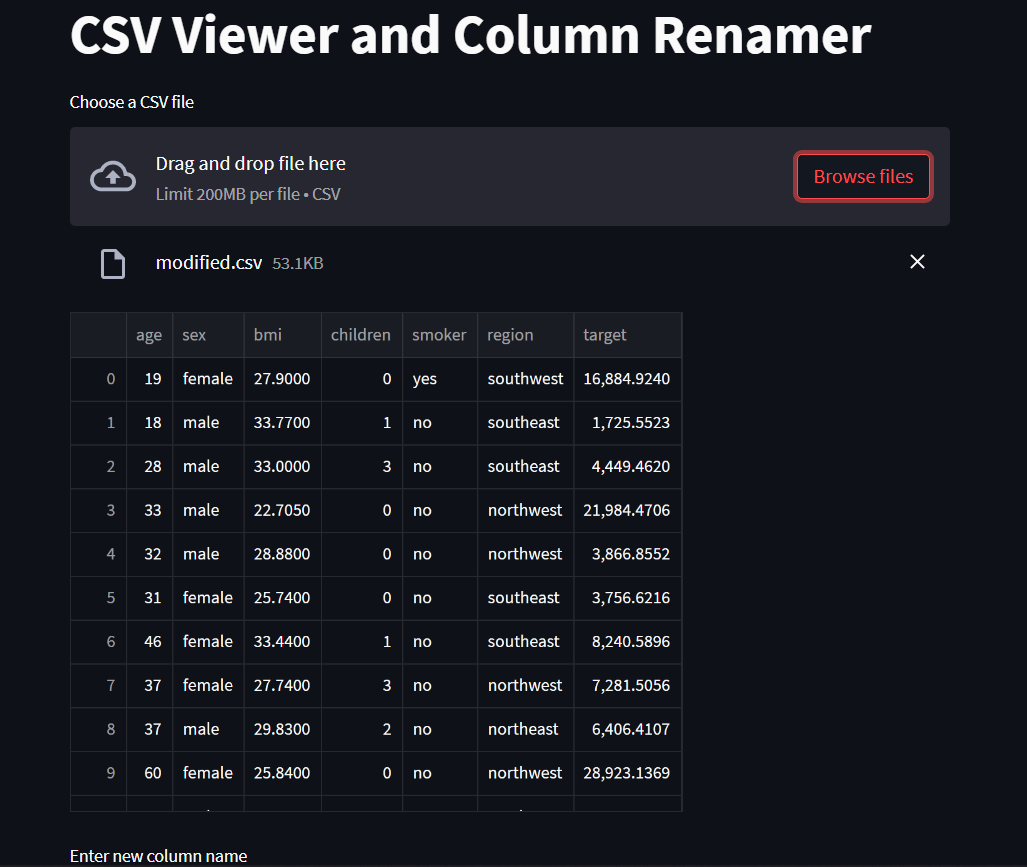 CSV Viewer and Column Renamer
Choose a CSV file
Drag and drop file here
Limit 200MB per file • CSV
Browse files
modified.csv 53.1KB
age sex bmi children smoker region target
0 19 female 27.9000 0 yes southwest 16,884.9240
1 18 male 33.7700 1 no southeast 1,725.5523
2 28 male 33.0000 3 no southeast 4,449.4620
3 33 male 22.7050 0 no northwest 21,984.4706
4 32 male 28.8800 0 no northwest 3,866.8552
5 31 female 25.7400 0 no southeast 3,756.6216
6 46 female 33.4400 1 no southeast 8,240.5896
7 37 female 27.7400 3 no northwest 7,281.5056
8 37 male 29.8300 2 no northeast 6,406.4107
9 60 female 25.8400 0 no northwest 28,923.1369
Enter new column name